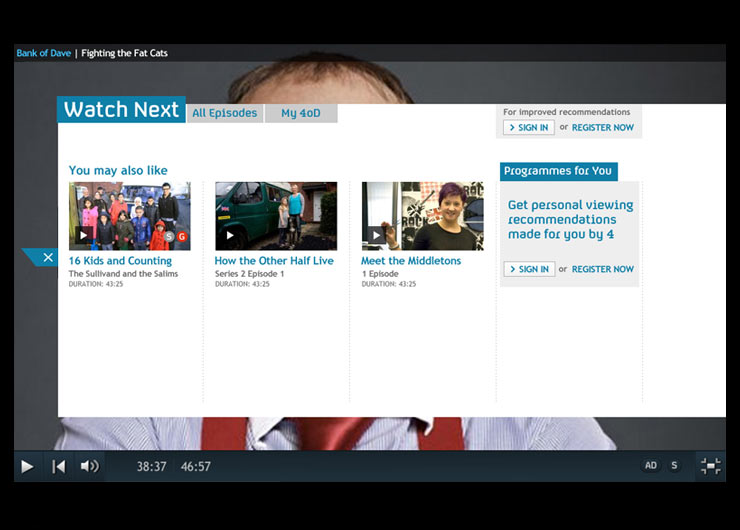 Bank of Dave | Fighting the Fat Cats
Watch Next
All Episodes
My 4oD
For improved recommendations
> SIGN IN or REGISTER NOW
You may also like
16 Kids and Counting
The Sullivand and the Salims
DURATION: 43:25
How the Other Half Live
Series 2 Episode 1
DURATION: 43:25
Meet the Middletons
1 Episode
DURATION: 43:25
Programmes for You
Get personal viewing
recommendations
made for you by 4
> SIGN IN or REGISTER NOW
S G
ROCK
38:37 46:57
AD S